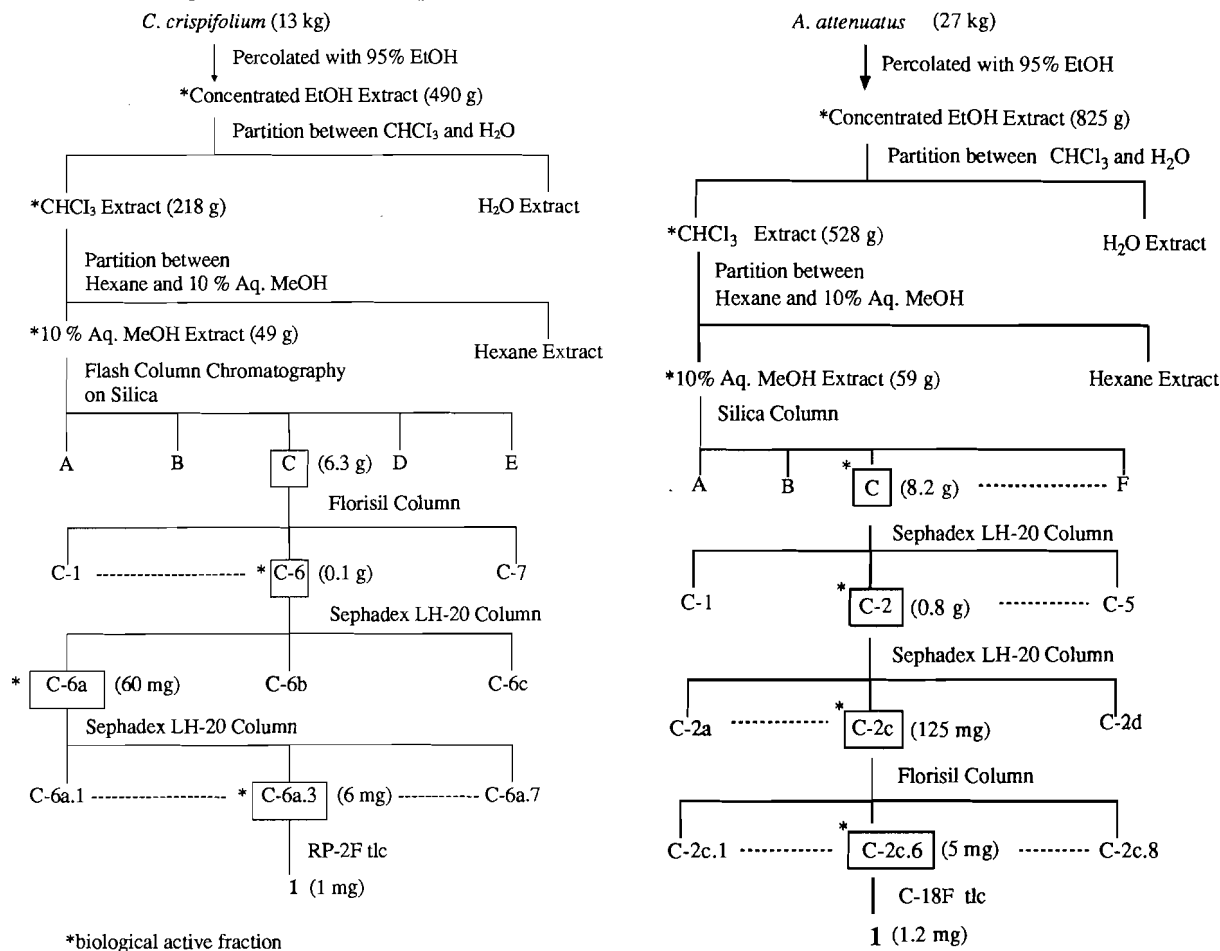 C. crispifolium (13 kg)
Percolated with 95% EtOH
*Concentrated EtOH Extract (490 g)
Partition between CHCl₃ and H₂O
*CHCl₃ Extract (218 g)
H₂O Extract
Partition between
Hexane and 10 % Aq. MeOH
*10 % Aq. MeOH Extract (49 g)
Hexane Extract
Flash Column Chromatography
on Silica
A B C (6.3 g) D E
Florisil Column
C-1 ---------------- * C-6 (0.1 g) C-7
Sephadex LH-20 Column
* C-6a (60 mg) C-6b C-6c
Sephadex LH-20 Column
C-6a.1 ---------------- * C-6a.3 (6 mg) --------- C-6a.7
RP-2F tlc
1 (1 mg)
*biological active fraction
A. attenuatus (27 kg)
Percolated with 95% EtOH
*Concentrated EtOH Extract (825 g)
Partition between CHCl₃ and H₂O
*CHCl₃ Extract (528 g)
H₂O Extract
Partition between
Hexane and 10% Aq. MeOH
*10% Aq. MeOH Extract (59 g)
Hexane Extract
Silica Column
A B * C (8.2 g) -------------- F
Sephadex LH-20 Column
C-1 * C-2 (0.8 g) ---------- C-5
Sephadex LH-20 Column
C-2a ---------- * C-2c (125 mg) C-2d
Florisil Column
C-2c.1 ---------- * C-2c.6 (5 mg) ---------- C-2c.8
C-18F tlc
1 (1.2 mg)